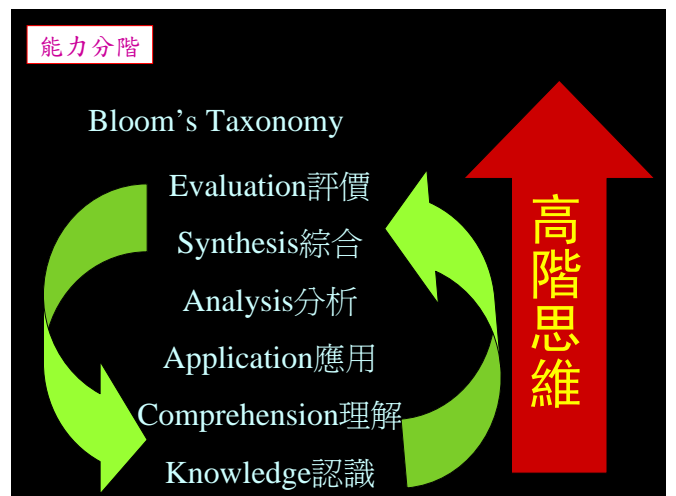 能力分階
Bloom’s Taxonomy
Evaluation評價
Synthesis綜合
Analysis分析
Application應用
Comprehension理解
Knowledge認識
高階思維